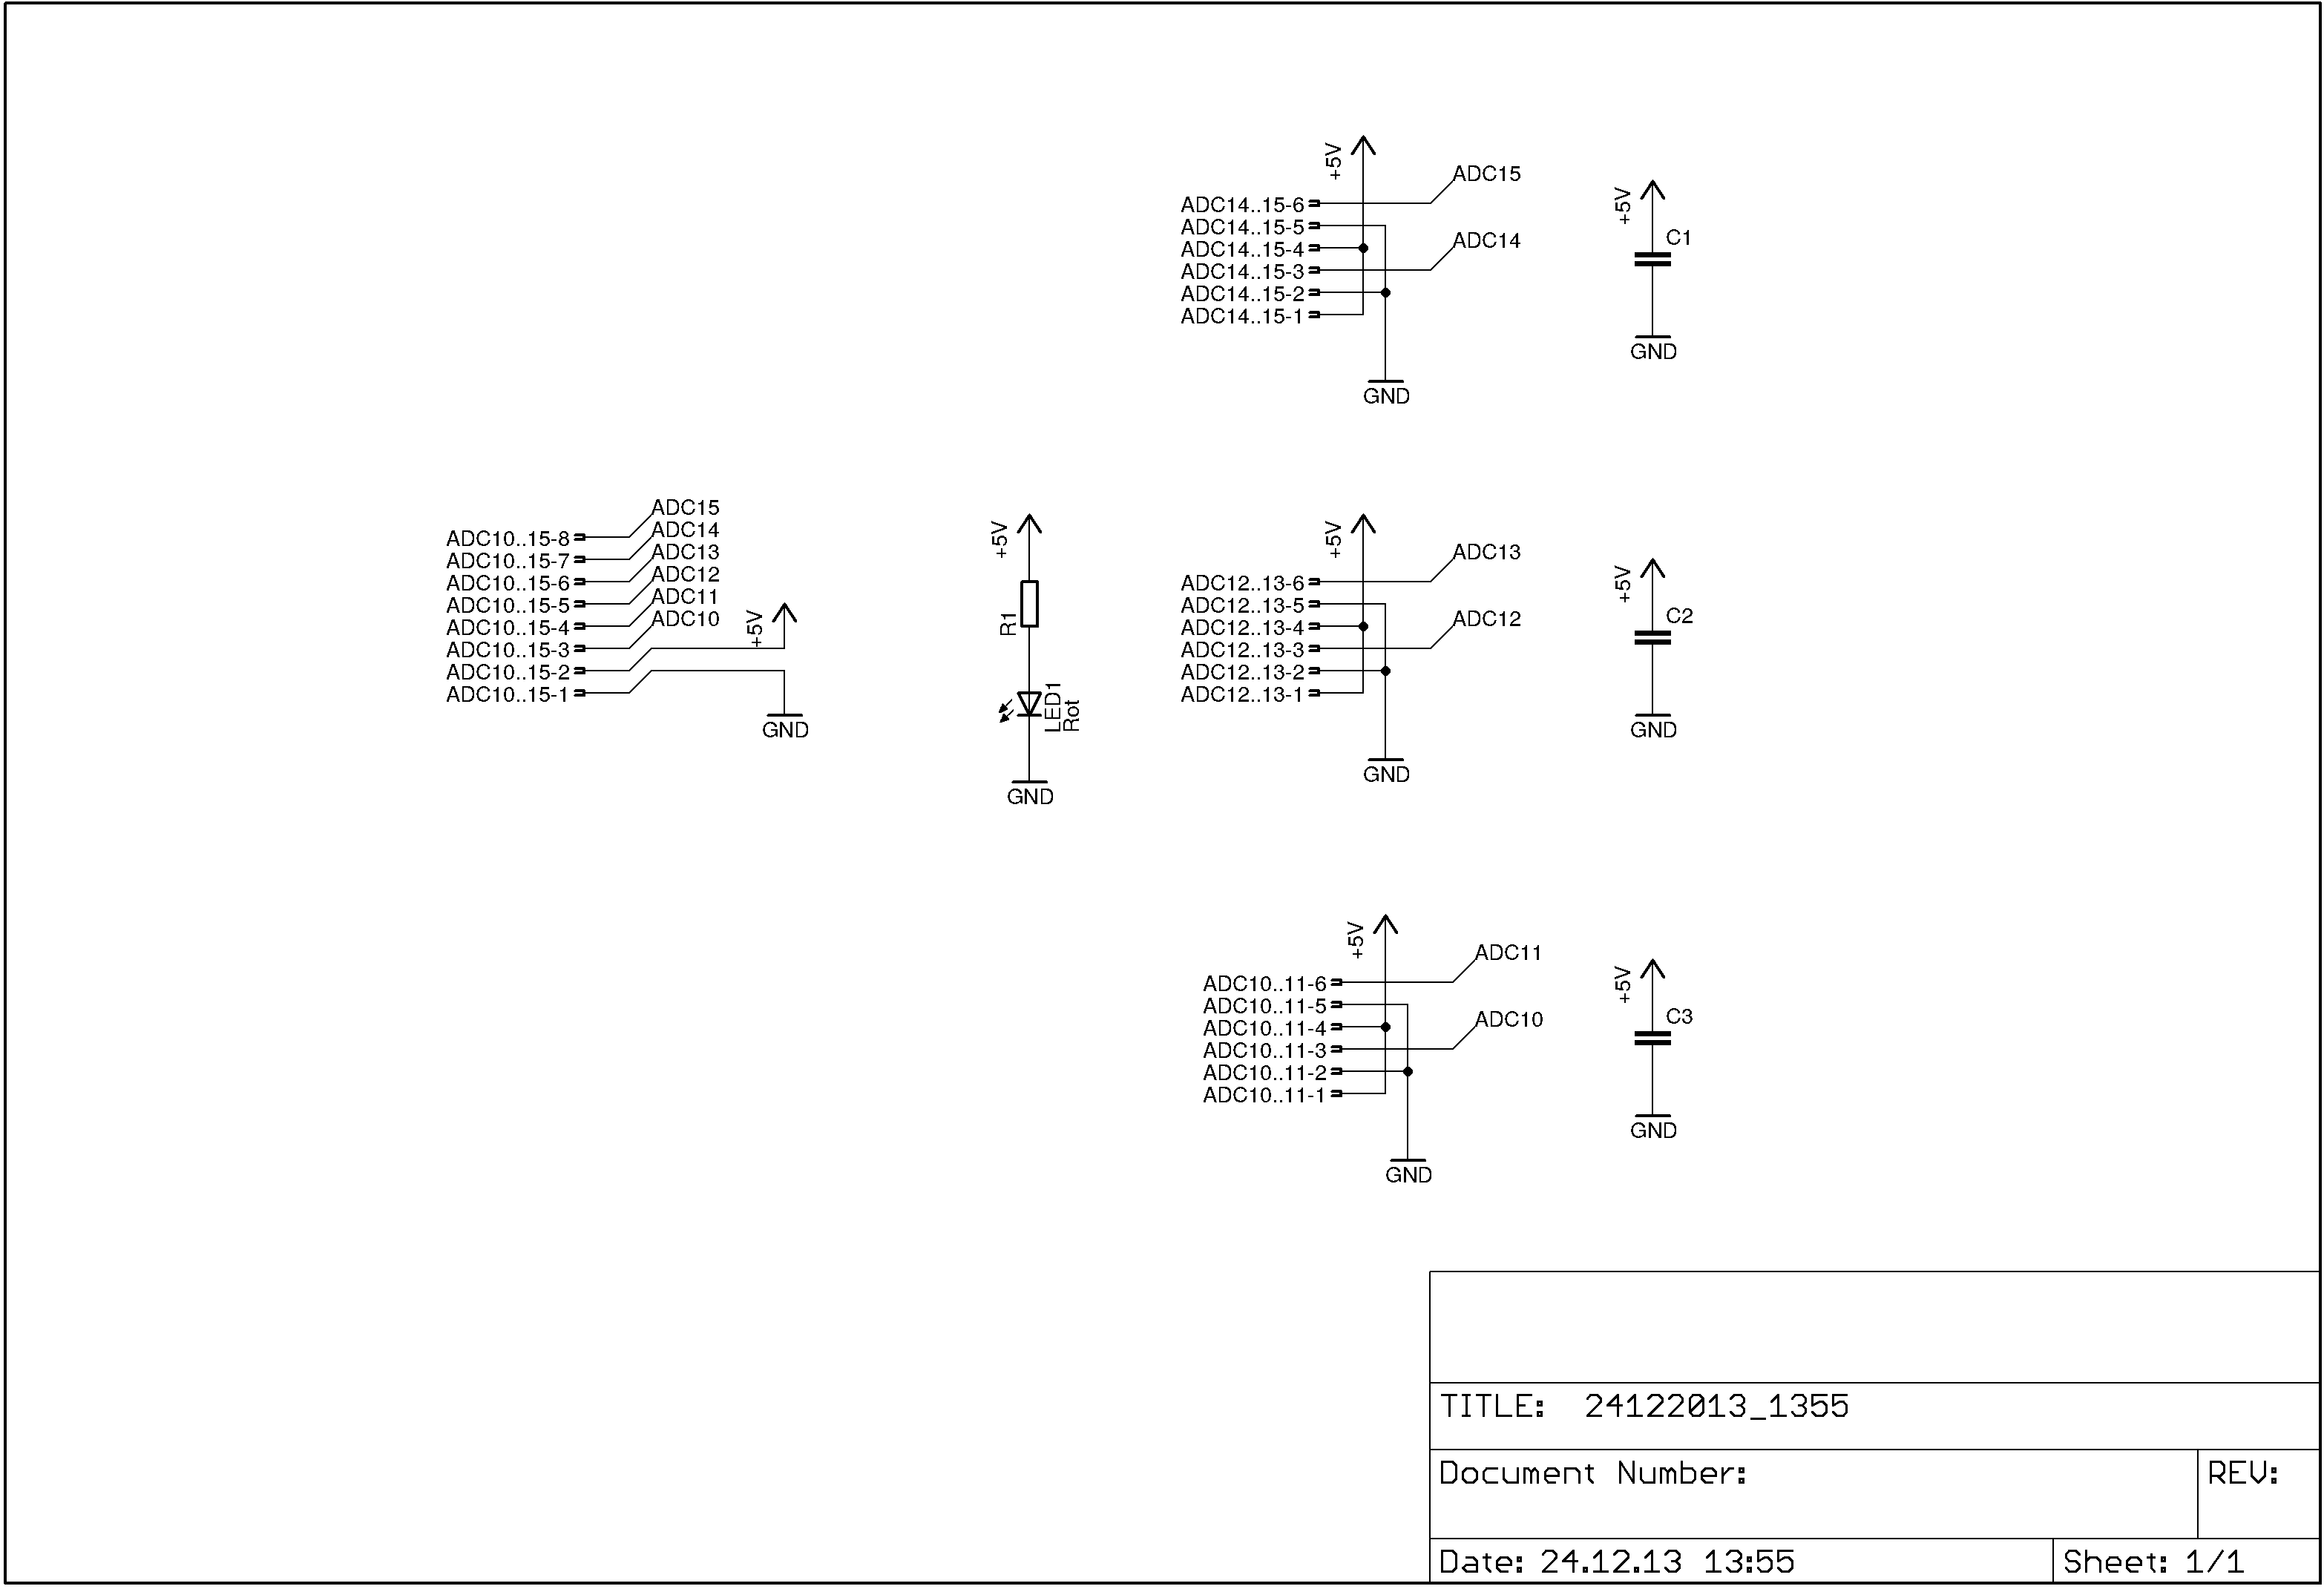 +5V
ADC15
ADC14..15-6
ADC14..15-5
ADC14
ADC14..15-4
ADC14..15-3
ADC14..15-2
ADC14..15-1
GND
+5V
C1
GND
ADC15
ADC10..15-8
ADC14
ADC10..15-7
ADC13
ADC10..15-6
ADC12
ADC10..15-5
ADC11
ADC10..15-4
ADC10
ADC10..15-3
+5V
ADC10..15-2
ADC10..15-1
GND
+5V
R1
LED1
Rot
GND
+5V
ADC13
ADC12..13-6
ADC12..13-5
ADC12
ADC12..13-4
ADC12..13-3
ADC12..13-2
ADC12..13-1
GND
+5V
C2
GND
+5V
ADC11
ADC10..11-6
ADC10..11-5
ADC10
ADC10..11-4
ADC10..11-3
ADC10..11-2
ADC10..11-1
GND
+5V
C3
GND
TITLE: 24122013_1355
Document Number:
REV:
Date: 24.12.13 13:55
Sheet: 1/1